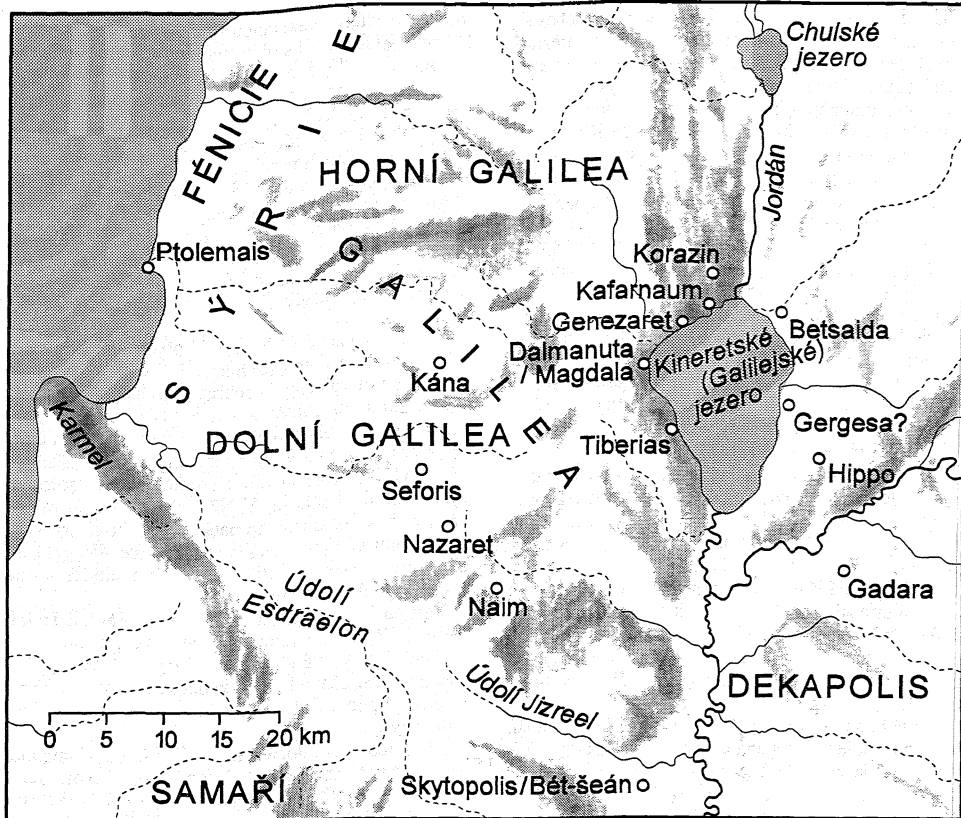 Chulské
jezero
FÉNICIE
SYRIE
HORNÍ GALILEA
Jordán
Ptolemais
GALILEA
Korazin
Kafarnaum
Genezaret
Betsaida
Dalmanuta
/ Magdala
Kineretské
(Galilejské)
jezero
Kána
Karmel
Gergesa?
DOLNÍ GALILEA
Tiberias
Hippo
Seforis
Nazaret
Gadara
Údolí
Esdraelon
Naim
Údolí Jizreel
DEKAPOLIS
0 5 10 15 20 km
SAMAŘÍ
Skytopolis/Bét-šeán